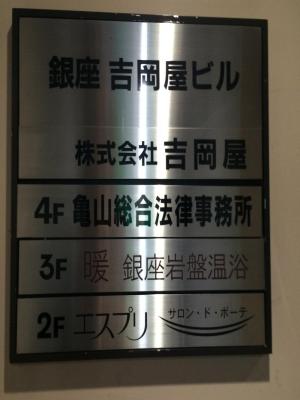 銀座 吉岡屋ビル
株式会社 吉岡屋
4F 亀山総合法律事務所
3F 暖 銀座岩盤温浴
2F エスプリ サロン・ド・ボーテ